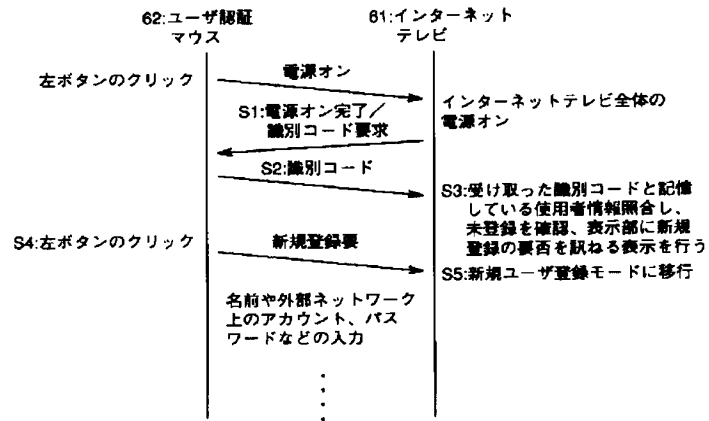 62:ユーザ認証
マウス
61:インターネット
テレビ
左ボタンのクリック
電源オン
インターネットテレビ全体の
電源オン
S1:電源オン完了/
識別コード要求
S2:識別コード
S3:受け取った識別コードと記憶
している使用者情報照合し、
未登録を確認、表示部に新規
登録の要否を訊ねる表示を行う
S4:左ボタンのクリック
新規登録要
S5:新規ユーザ登録モードに移行
名前や外部ネットワーク
上のアカウント、パス
ワードなどの入力